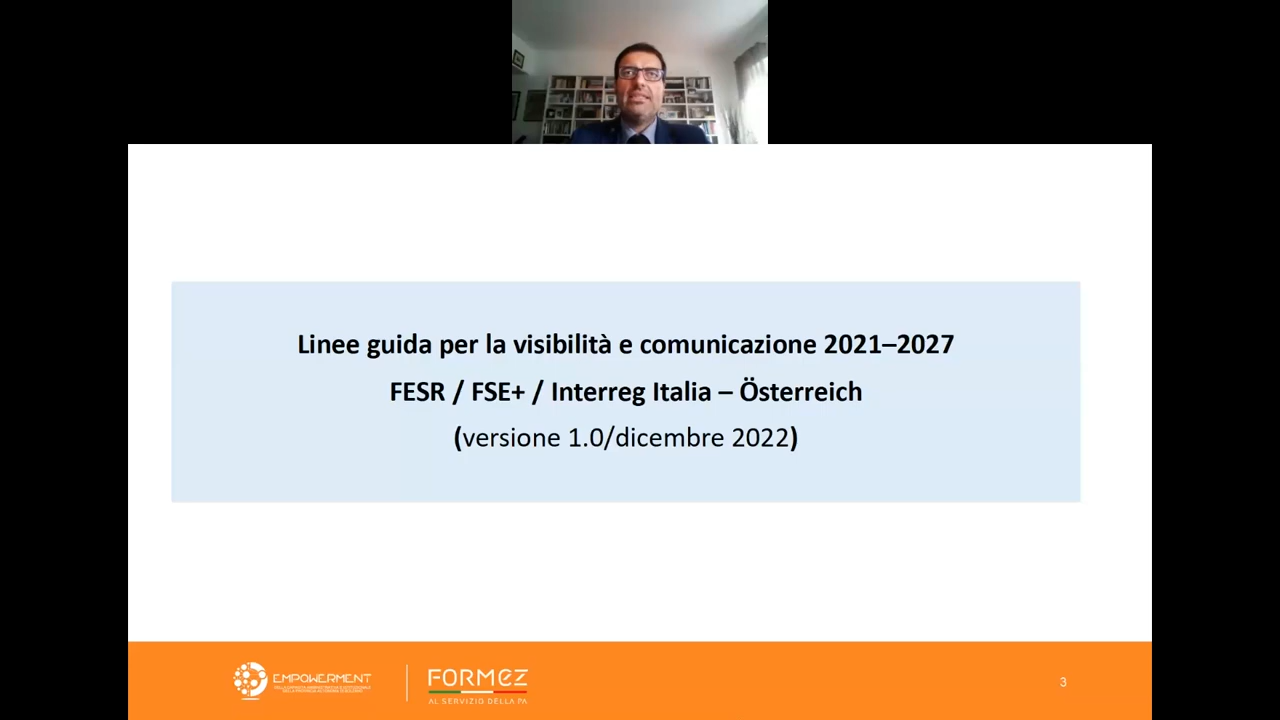 Linee guida per la visibilità e comunicazione 2021–2027
FESR / FSE+ / Interreg Italia – Österreich
(versione 1.0/dicembre 2022)
EMPOWERMENT
FORMEZ
AL SERVIZIO DELLA PA
3